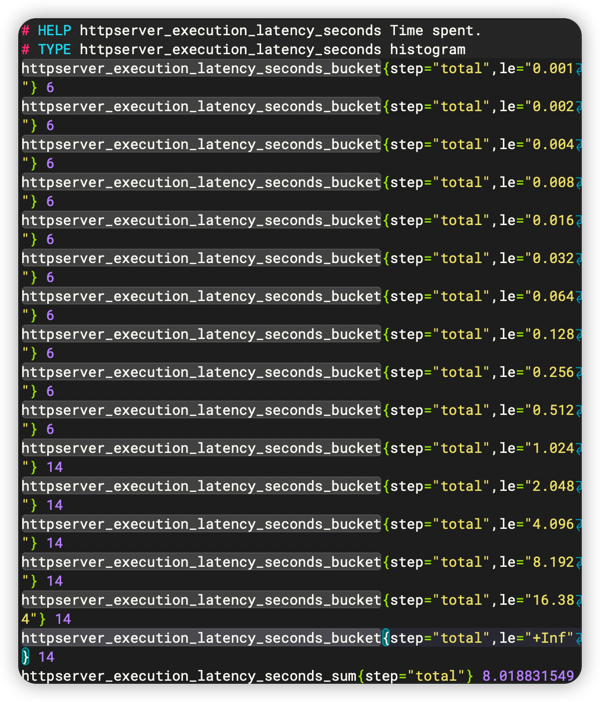 # HELP httpserver_execution_latency_seconds Time spent.
# TYPE httpserver_execution_latency_seconds histogram
httpserver_execution_latency_seconds_bucket{step="total",le="0.001
"} 6
httpserver_execution_latency_seconds_bucket{step="total",le="0.002
"} 6
httpserver_execution_latency_seconds_bucket{step="total",le="0.004
"} 6
httpserver_execution_latency_seconds_bucket{step="total",le="0.008
"} 6
httpserver_execution_latency_seconds_bucket{step="total",le="0.016
"} 6
httpserver_execution_latency_seconds_bucket{step="total",le="0.032
"} 6
httpserver_execution_latency_seconds_bucket{step="total",le="0.064
"} 6
httpserver_execution_latency_seconds_bucket{step="total",le="0.128
"} 6
httpserver_execution_latency_seconds_bucket{step="total",le="0.256
"} 6
httpserver_execution_latency_seconds_bucket{step="total",le="0.512
"} 6
httpserver_execution_latency_seconds_bucket{step="total",le="1.024
"} 14
httpserver_execution_latency_seconds_bucket{step="total",le="2.048
"} 14
httpserver_execution_latency_seconds_bucket{step="total",le="4.096
"} 14
httpserver_execution_latency_seconds_bucket{step="total",le="8.192
"} 14
httpserver_execution_latency_seconds_bucket{step="total",le="16.38
4"} 14
httpserver_execution_latency_seconds_bucket{step="total",le="+Inf"
} 14
httpserver_execution_latency_seconds_sum{step="total"} 8.018831549